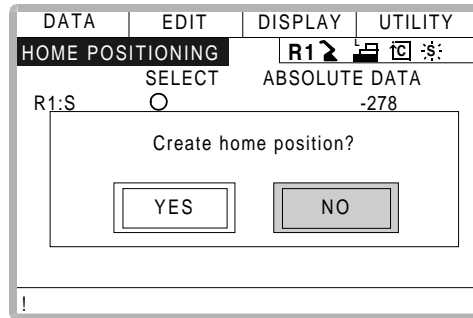 DATA EDIT DISPLAY UTILITY
HOME POSITIONING R1 C S
SELECT ABSOLUTE DATA
R1:S -278
Create home position?
YES NO
!